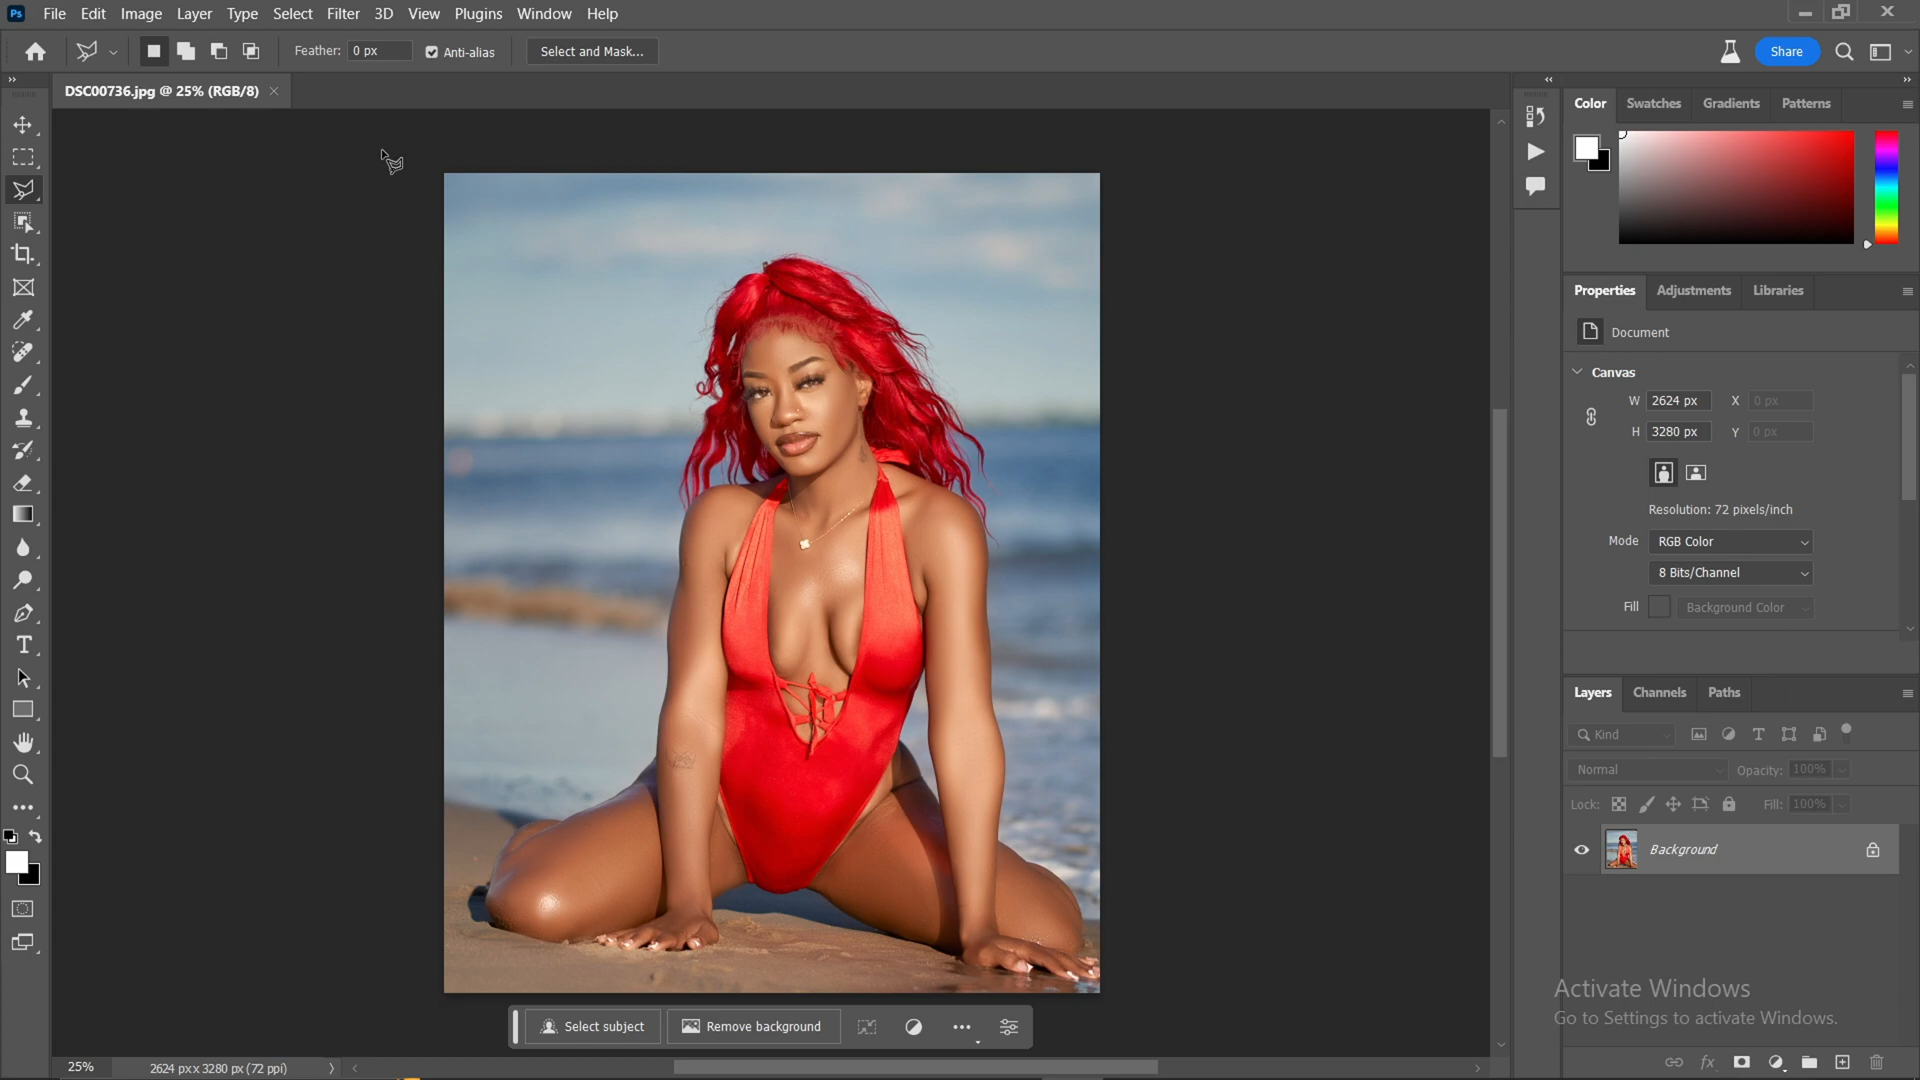 Ps File Edit Image Layer Type Select Filter 3D View Plugins Window Help
Feather: 0 px Anti-alias Select and Mask... Share
DSC00736.jpg @ 25% (RGB/8)
Color Swatches Gradients Patterns
Properties Adjustments Libraries
Document
Canvas
W 2624 px X 0 px
H 3280 px Y 0 px
Resolution: 72 pixels/inch
Mode RGB Color
8 Bits/Channel
Fill Background Color
Layers Channels Paths
Kind
Normal Opacity: 100%
Lock: Fill: 100%
Background
Activate Windows
Go to Settings to activate Windows.
Select subject Remove background
25% 2624 px x 3280 px (72 ppi)